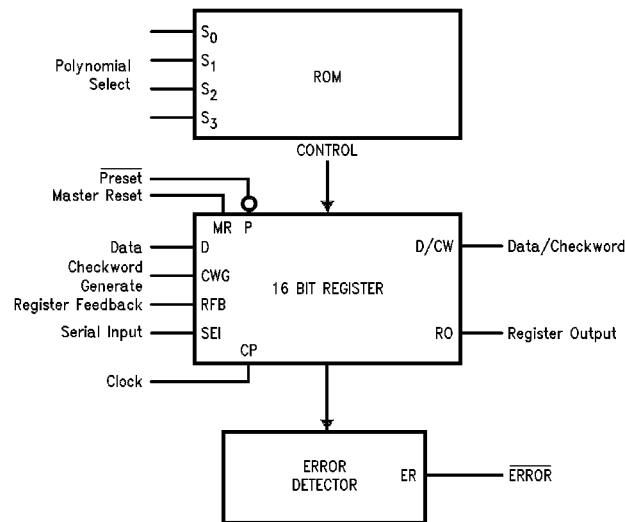 S0
S1
Polynomial
Select
S2
S3
ROM
CONTROL
Preset
Master Reset
MR P
Data
D
D/CW
Data/Checkword
Checkword
Generate
CWG
16 BIT REGISTER
Register Feedback
RFB
Serial Input
SEI
RO
Register Output
CP
Clock
ERROR
DETECTOR
ER
ERROR